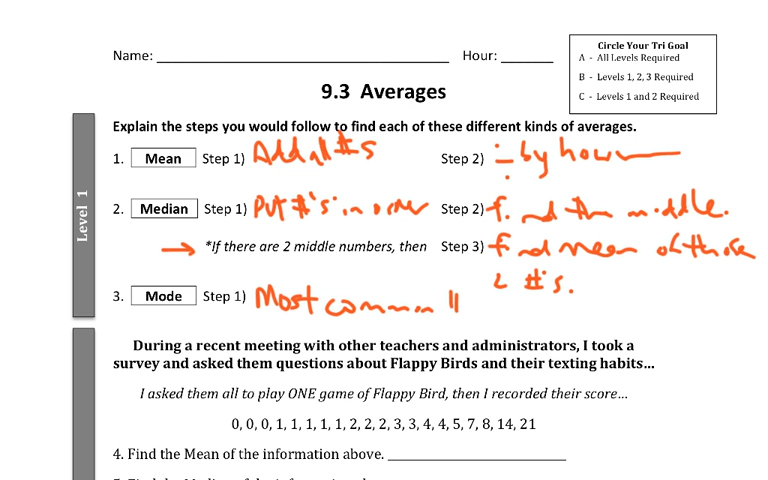 Name: ____ Hour: ____
Circle Your Tri Goal
A - All Levels Required
B - Levels 1, 2, 3 Required
C - Levels 1 and 2 Required
9.3 Averages
Level 1
Explain the steps you would follow to find each of these different kinds of averages.
1. Mean Step 1) Add all #s Step 2) ÷ by how
2. Median Step 1) Put #'s in order Step 2) find the middle.
*If there are 2 middle numbers, then Step 3) find mean of those
2 #'s.
3. Mode Step 1) Most common #
During a recent meeting with other teachers and administrators, I took a
survey and asked them questions about Flappy Birds and their texting habits…
I asked them all to play ONE game of Flappy Bird, then I recorded their score…
0, 0, 0, 1, 1, 1, 1, 1, 2, 2, 2, 3, 3, 4, 4, 5, 7, 8, 14, 21
4. Find the Mean of the information above. ____